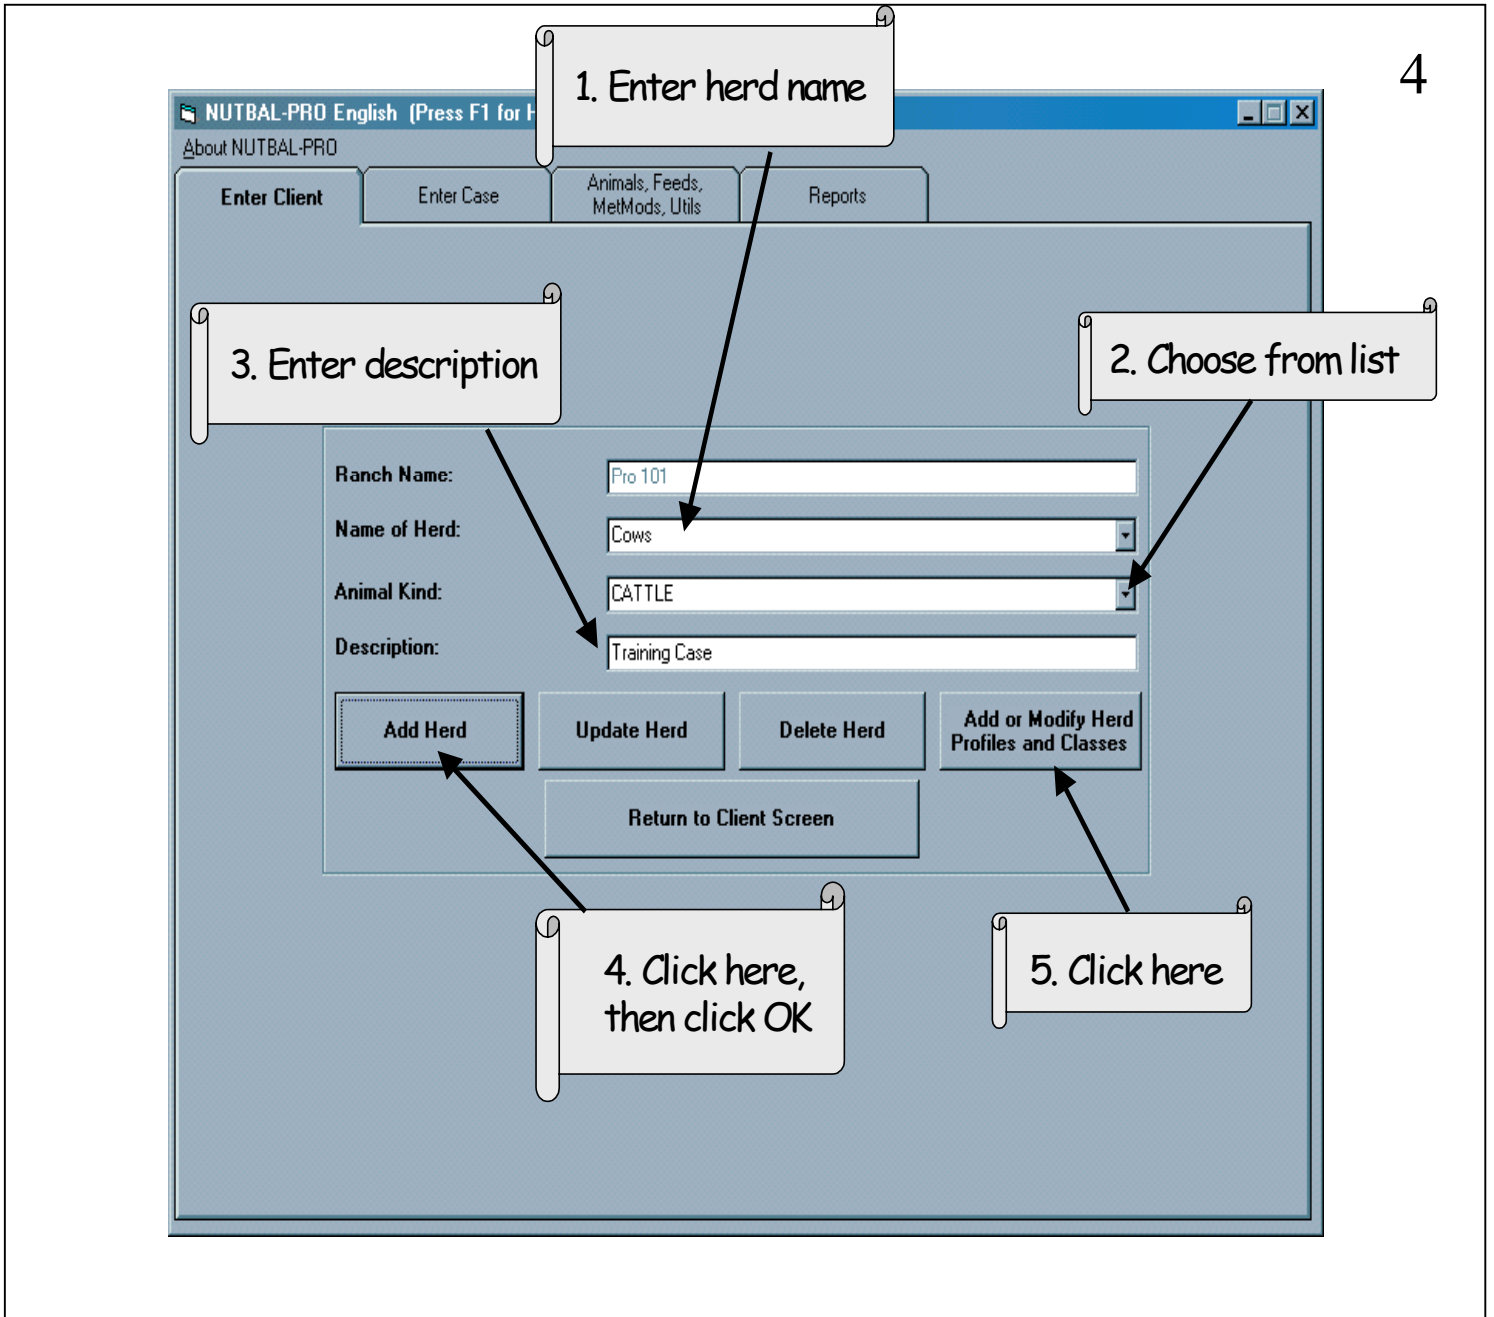 4
1. Enter herd name
NUTBAL-PRO English (Press F1 for H
About NUTBAL-PRO
Enter Client
Enter Case
Animals, Feeds,
MetMods, Utils
Reports
3. Enter description
2. Choose from list
Ranch Name:
Pro 101
Name of Herd:
Cows
Animal Kind:
CATTLE
Description:
Training Case
Add Herd
Update Herd
Delete Herd
Add or Modify Herd
Profiles and Classes
Return to Client Screen
4. Click here,
then click OK
5. Click here